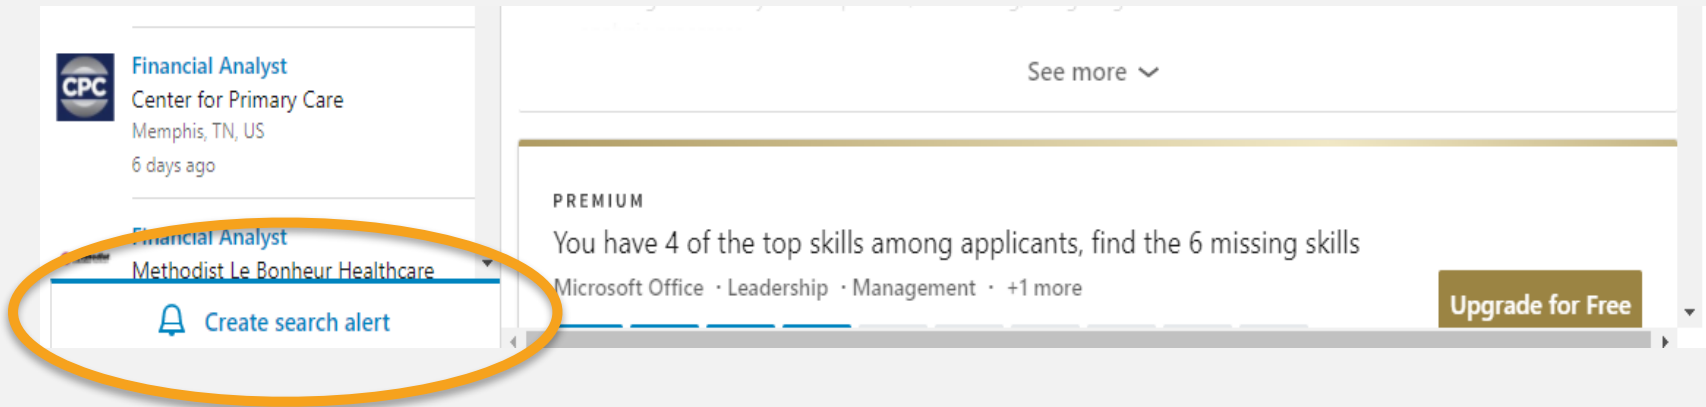 CPC
Financial Analyst
Center for Primary Care
Memphis, TN, US
6 days ago
Financial Analyst
Methodist Le Bonheur Healthcare
Create search alert
See more
PREMIUM
You have 4 of the top skills among applicants, find the 6 missing skills
Microsoft Office · Leadership · Management · +1 more
Upgrade for Free